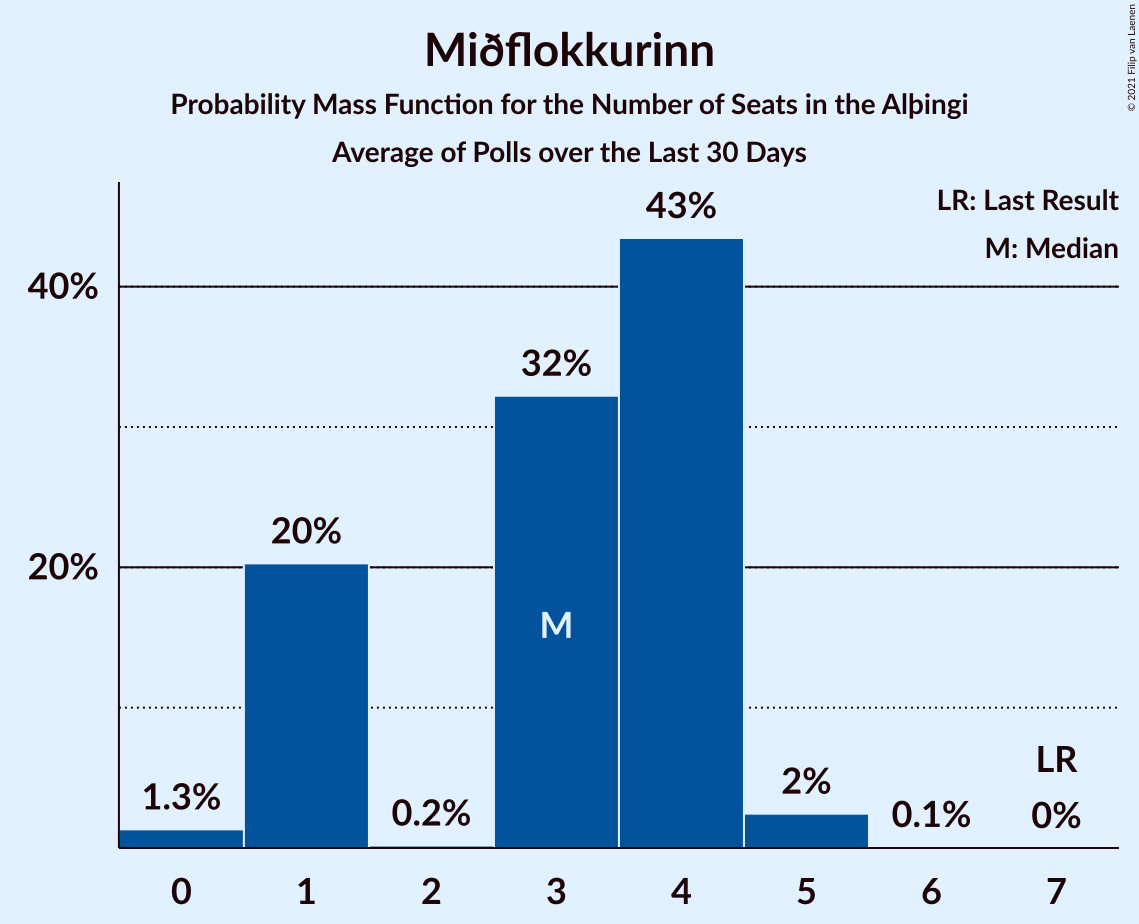 Miðflokkurinn
Probability Mass Function for the Number of Seats in the Alþingi
Average of Polls over the Last 30 Days
© 2021 Filip van Laenen
LR: Last Result
M: Median
43%
40%
32%
20%
20%
M
LR
1.3%
0.2%
2%
0.1%
0%
0 1 2 3 4 5 6 7